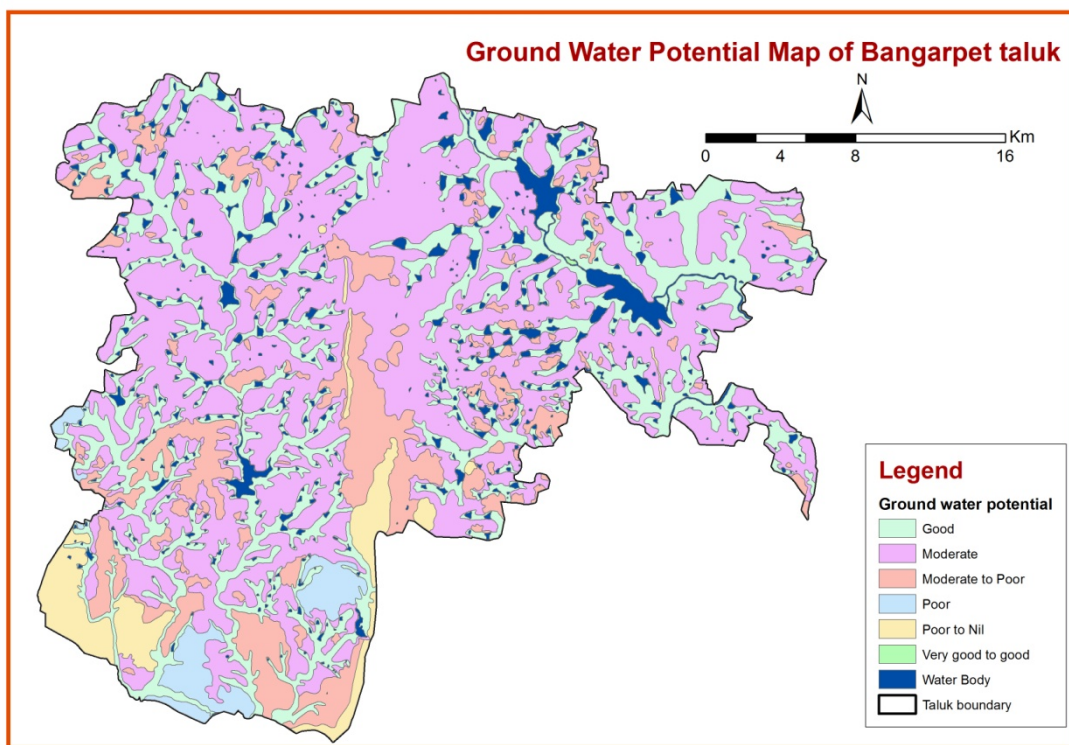 Ground Water Potential Map of Bangarpet taluk
N
Km
0 4 8 16
Legend
Ground water potential
Good
Moderate
Moderate to Poor
Poor
Poor to Nil
Very good to good
Water Body
Taluk boundary